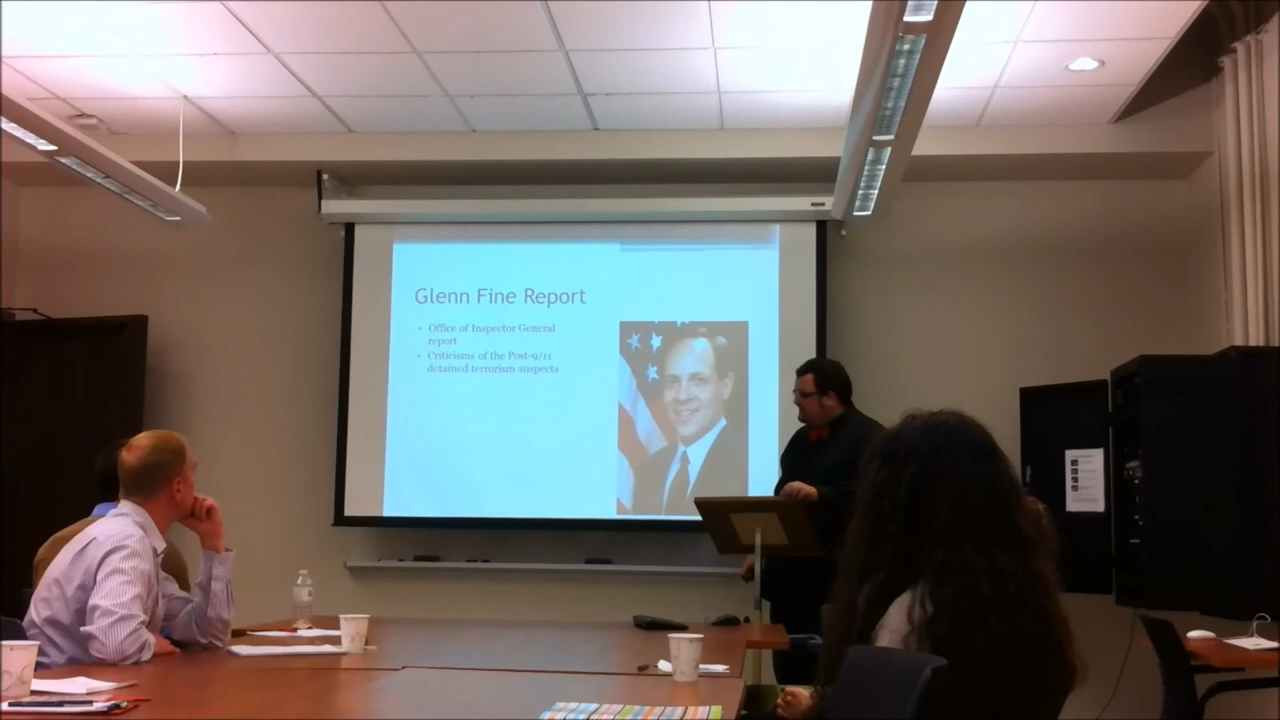 Glenn Fine Report
• Office of Inspector General
report
• Criticisms of the Post-9/11
detained terrorism suspects